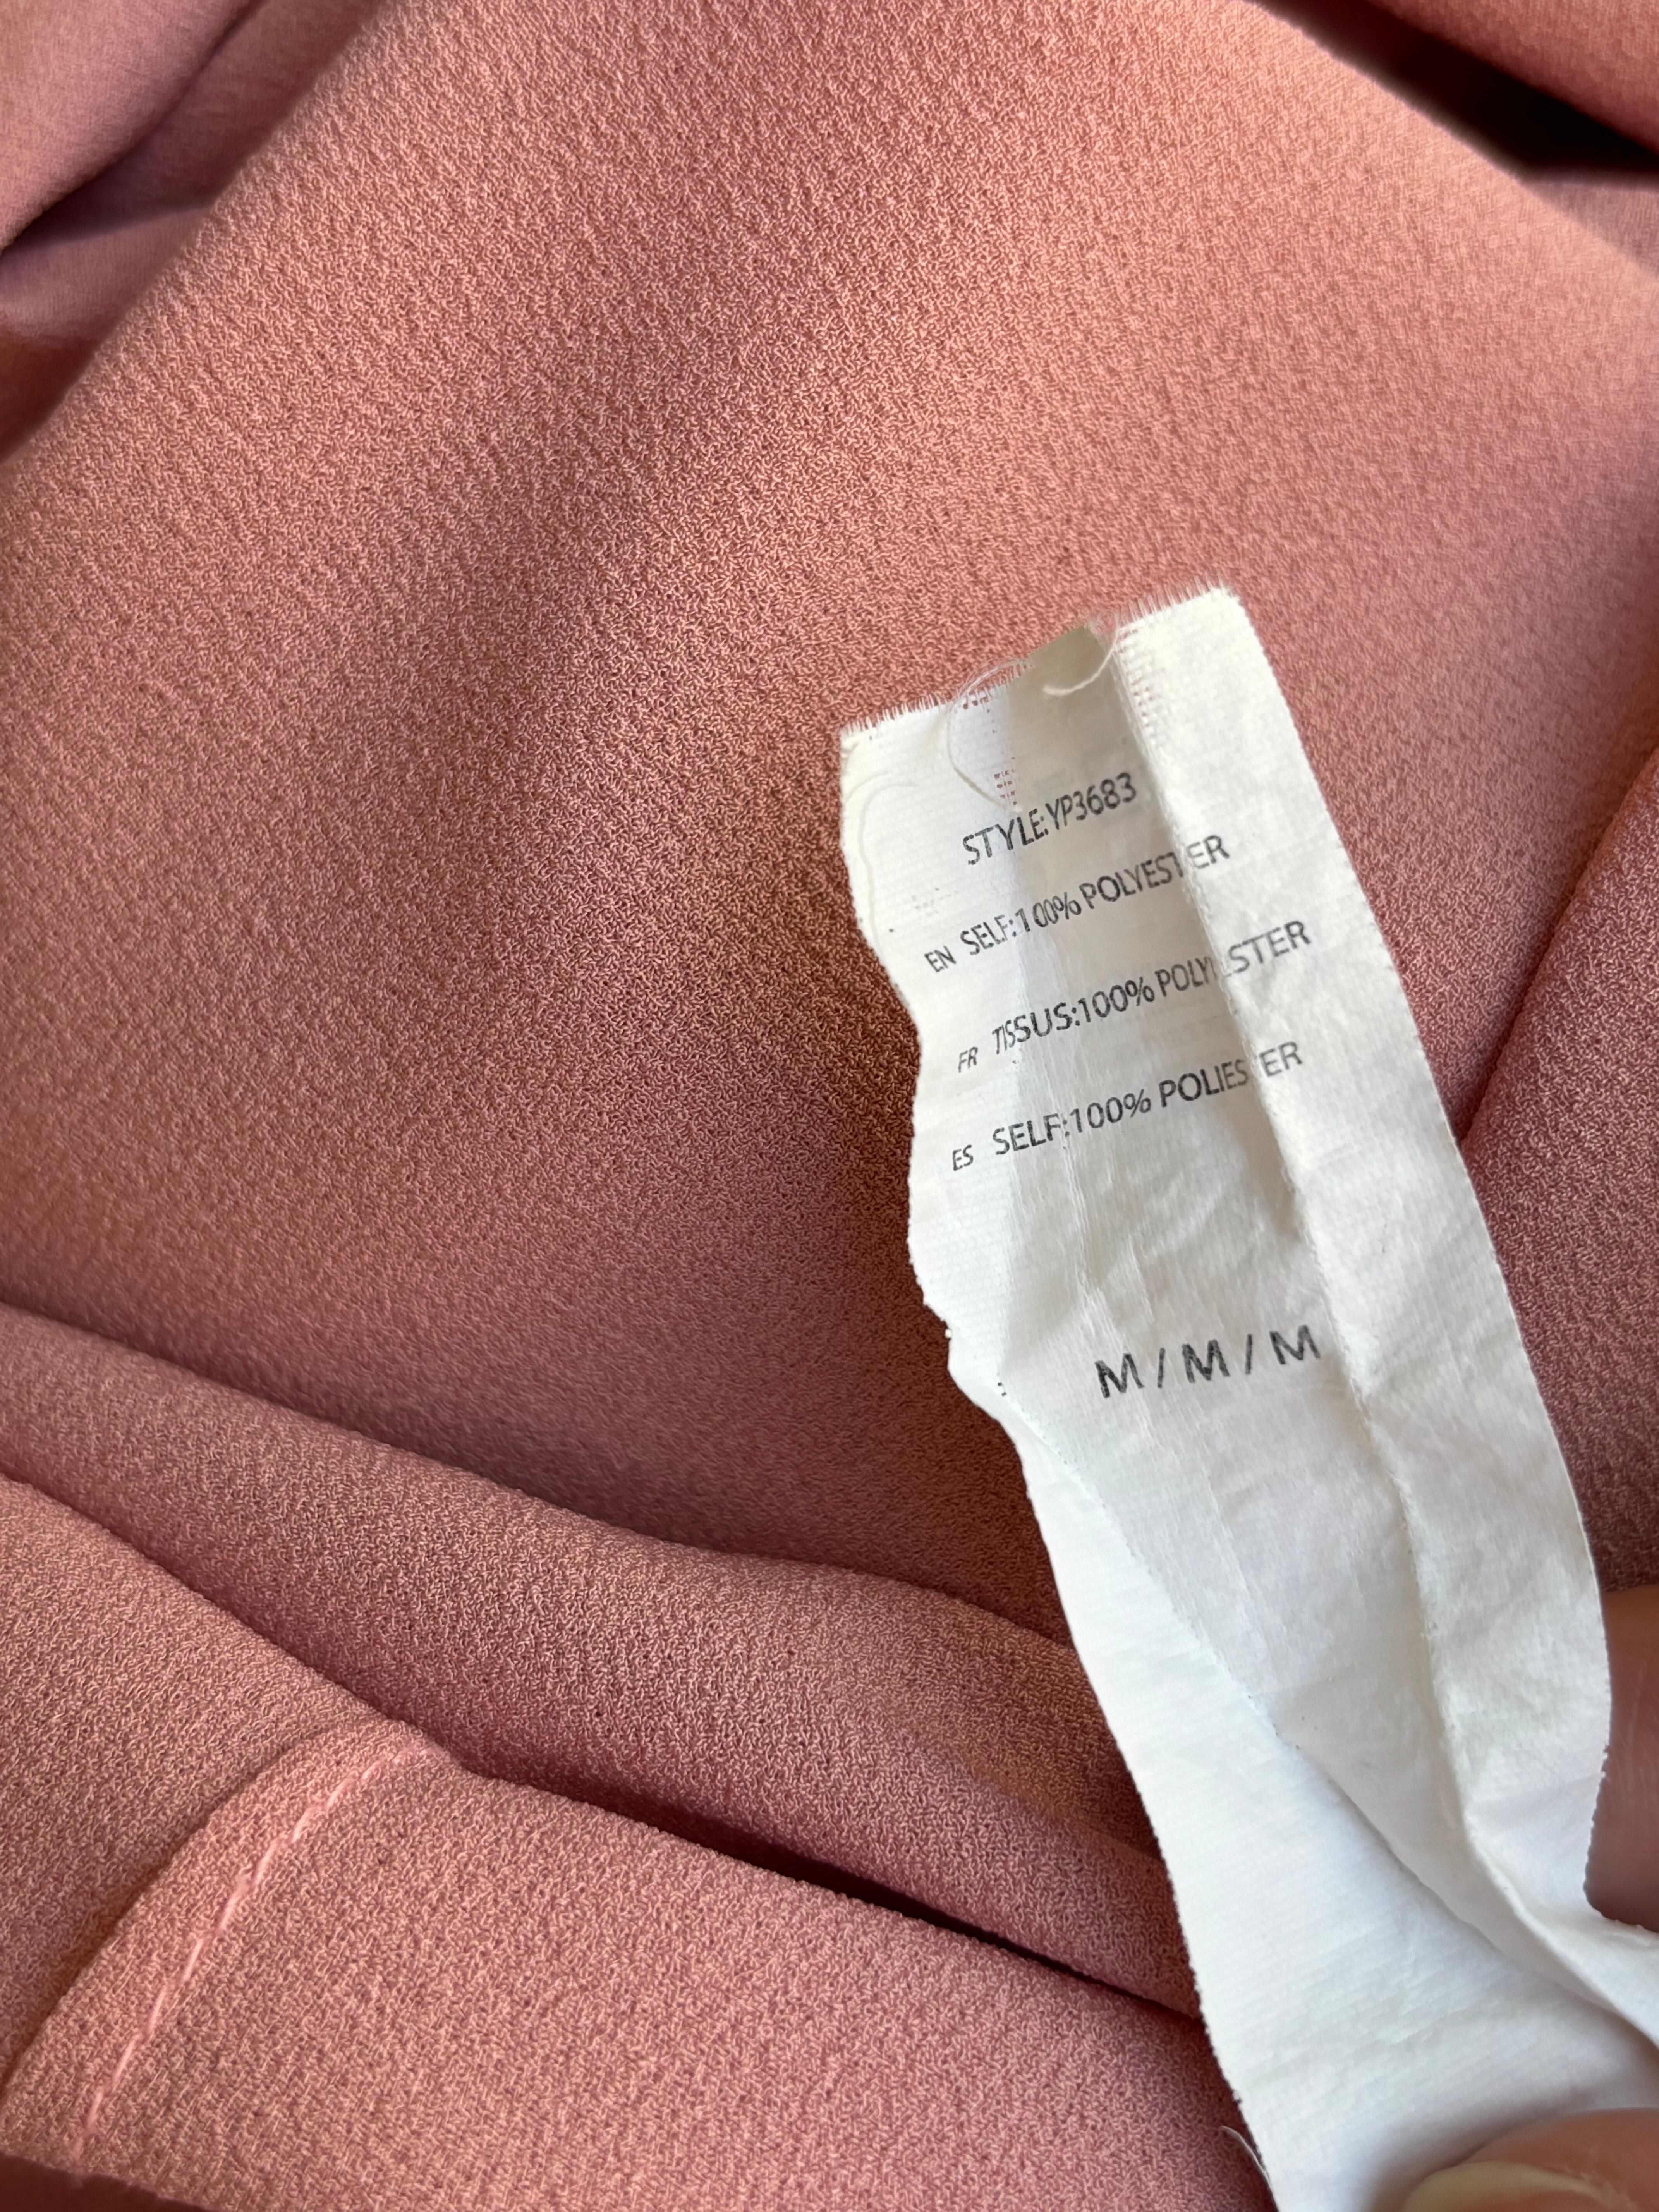 STYLE:YP3683
EN SELF:100% POLYESTER
FR TISSUS:100% POLYESTER
ES SELF:100% POLIESTER
M / M / M